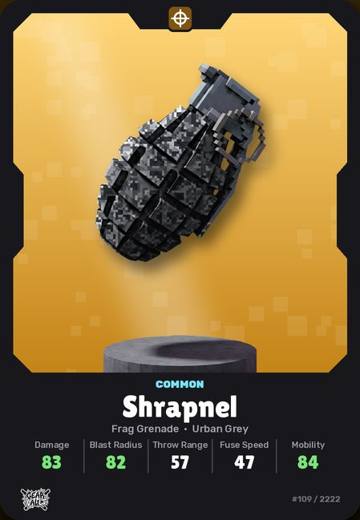 COMMON
Shrapnel
Frag Grenade • Urban Grey
Damage Blast Radius Throw Range Fuse Speed Mobility
83 82 57 47 84
#109 / 2222